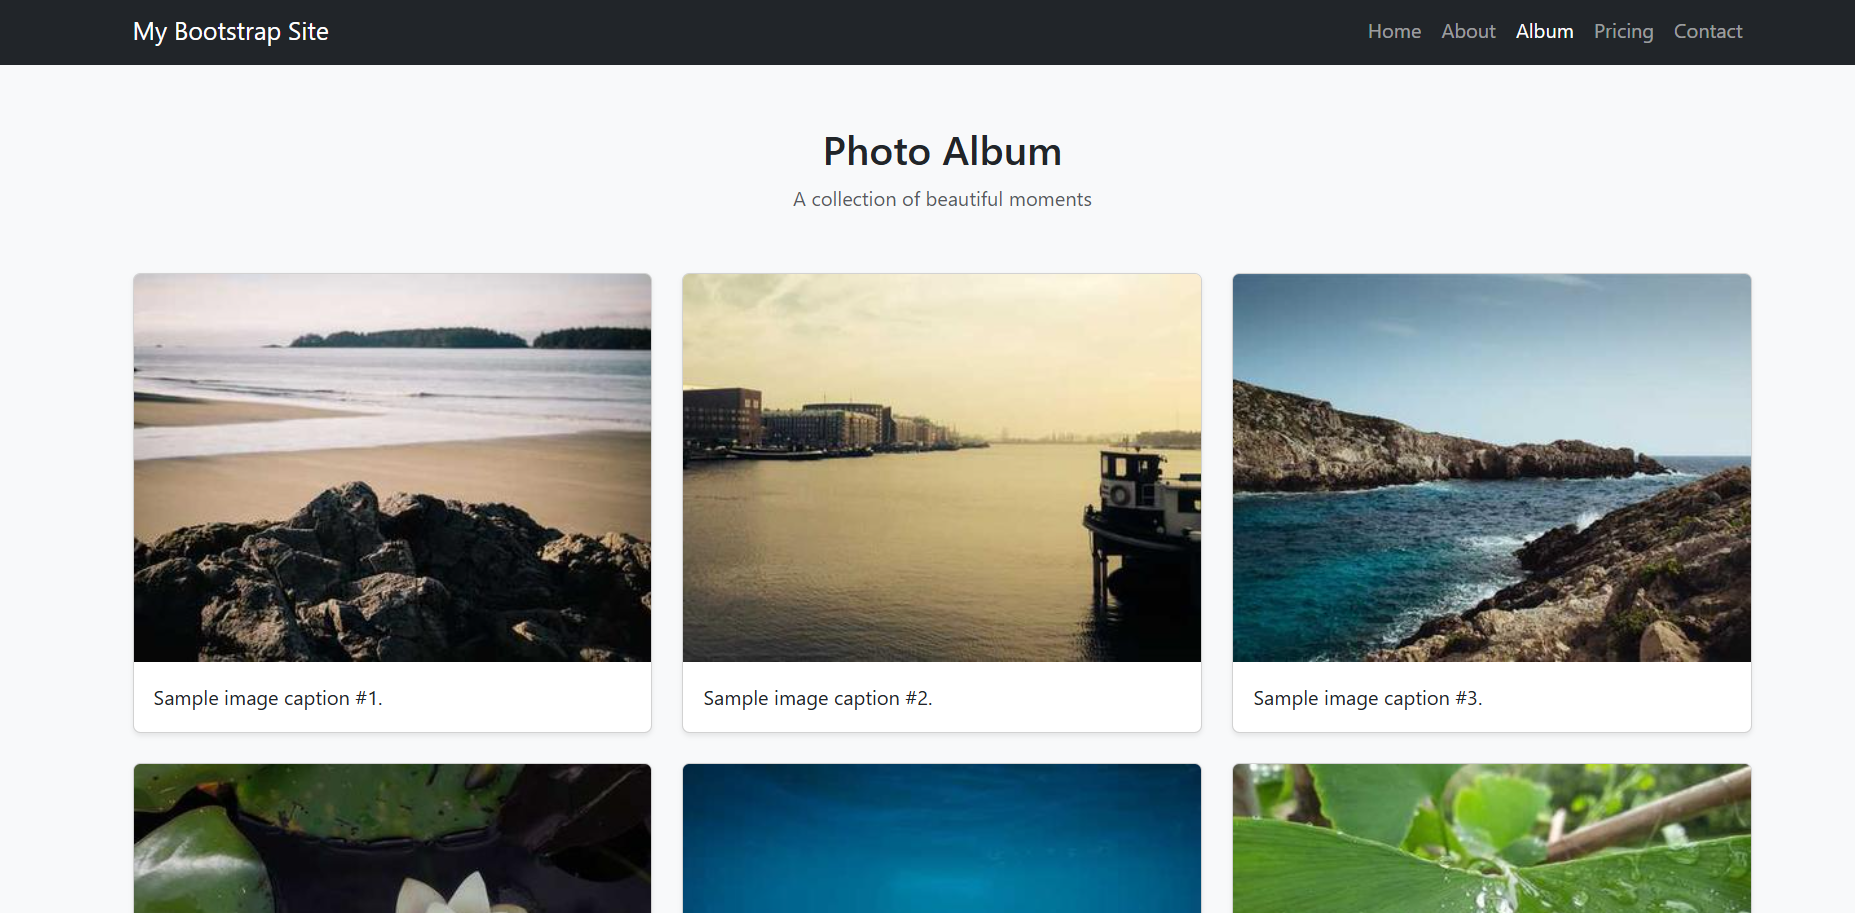 My Bootstrap Site
Home About Album Pricing Contact
Photo Album
A collection of beautiful moments
Sample image caption #1.
Sample image caption #2.
Sample image caption #3.